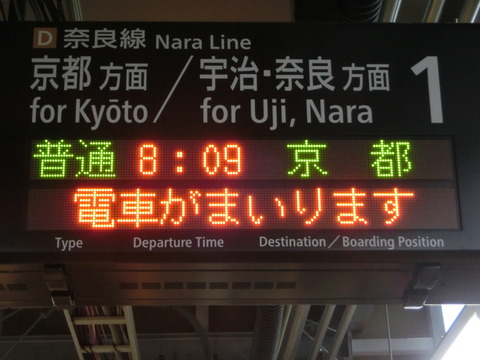 D 奈良線 Nara Line
京都方面／宇治・奈良方面 1
for Kyōto／for Uji, Nara
普通 8:09 京都
電車がまいります
Type Departure Time Destination／Boarding Position